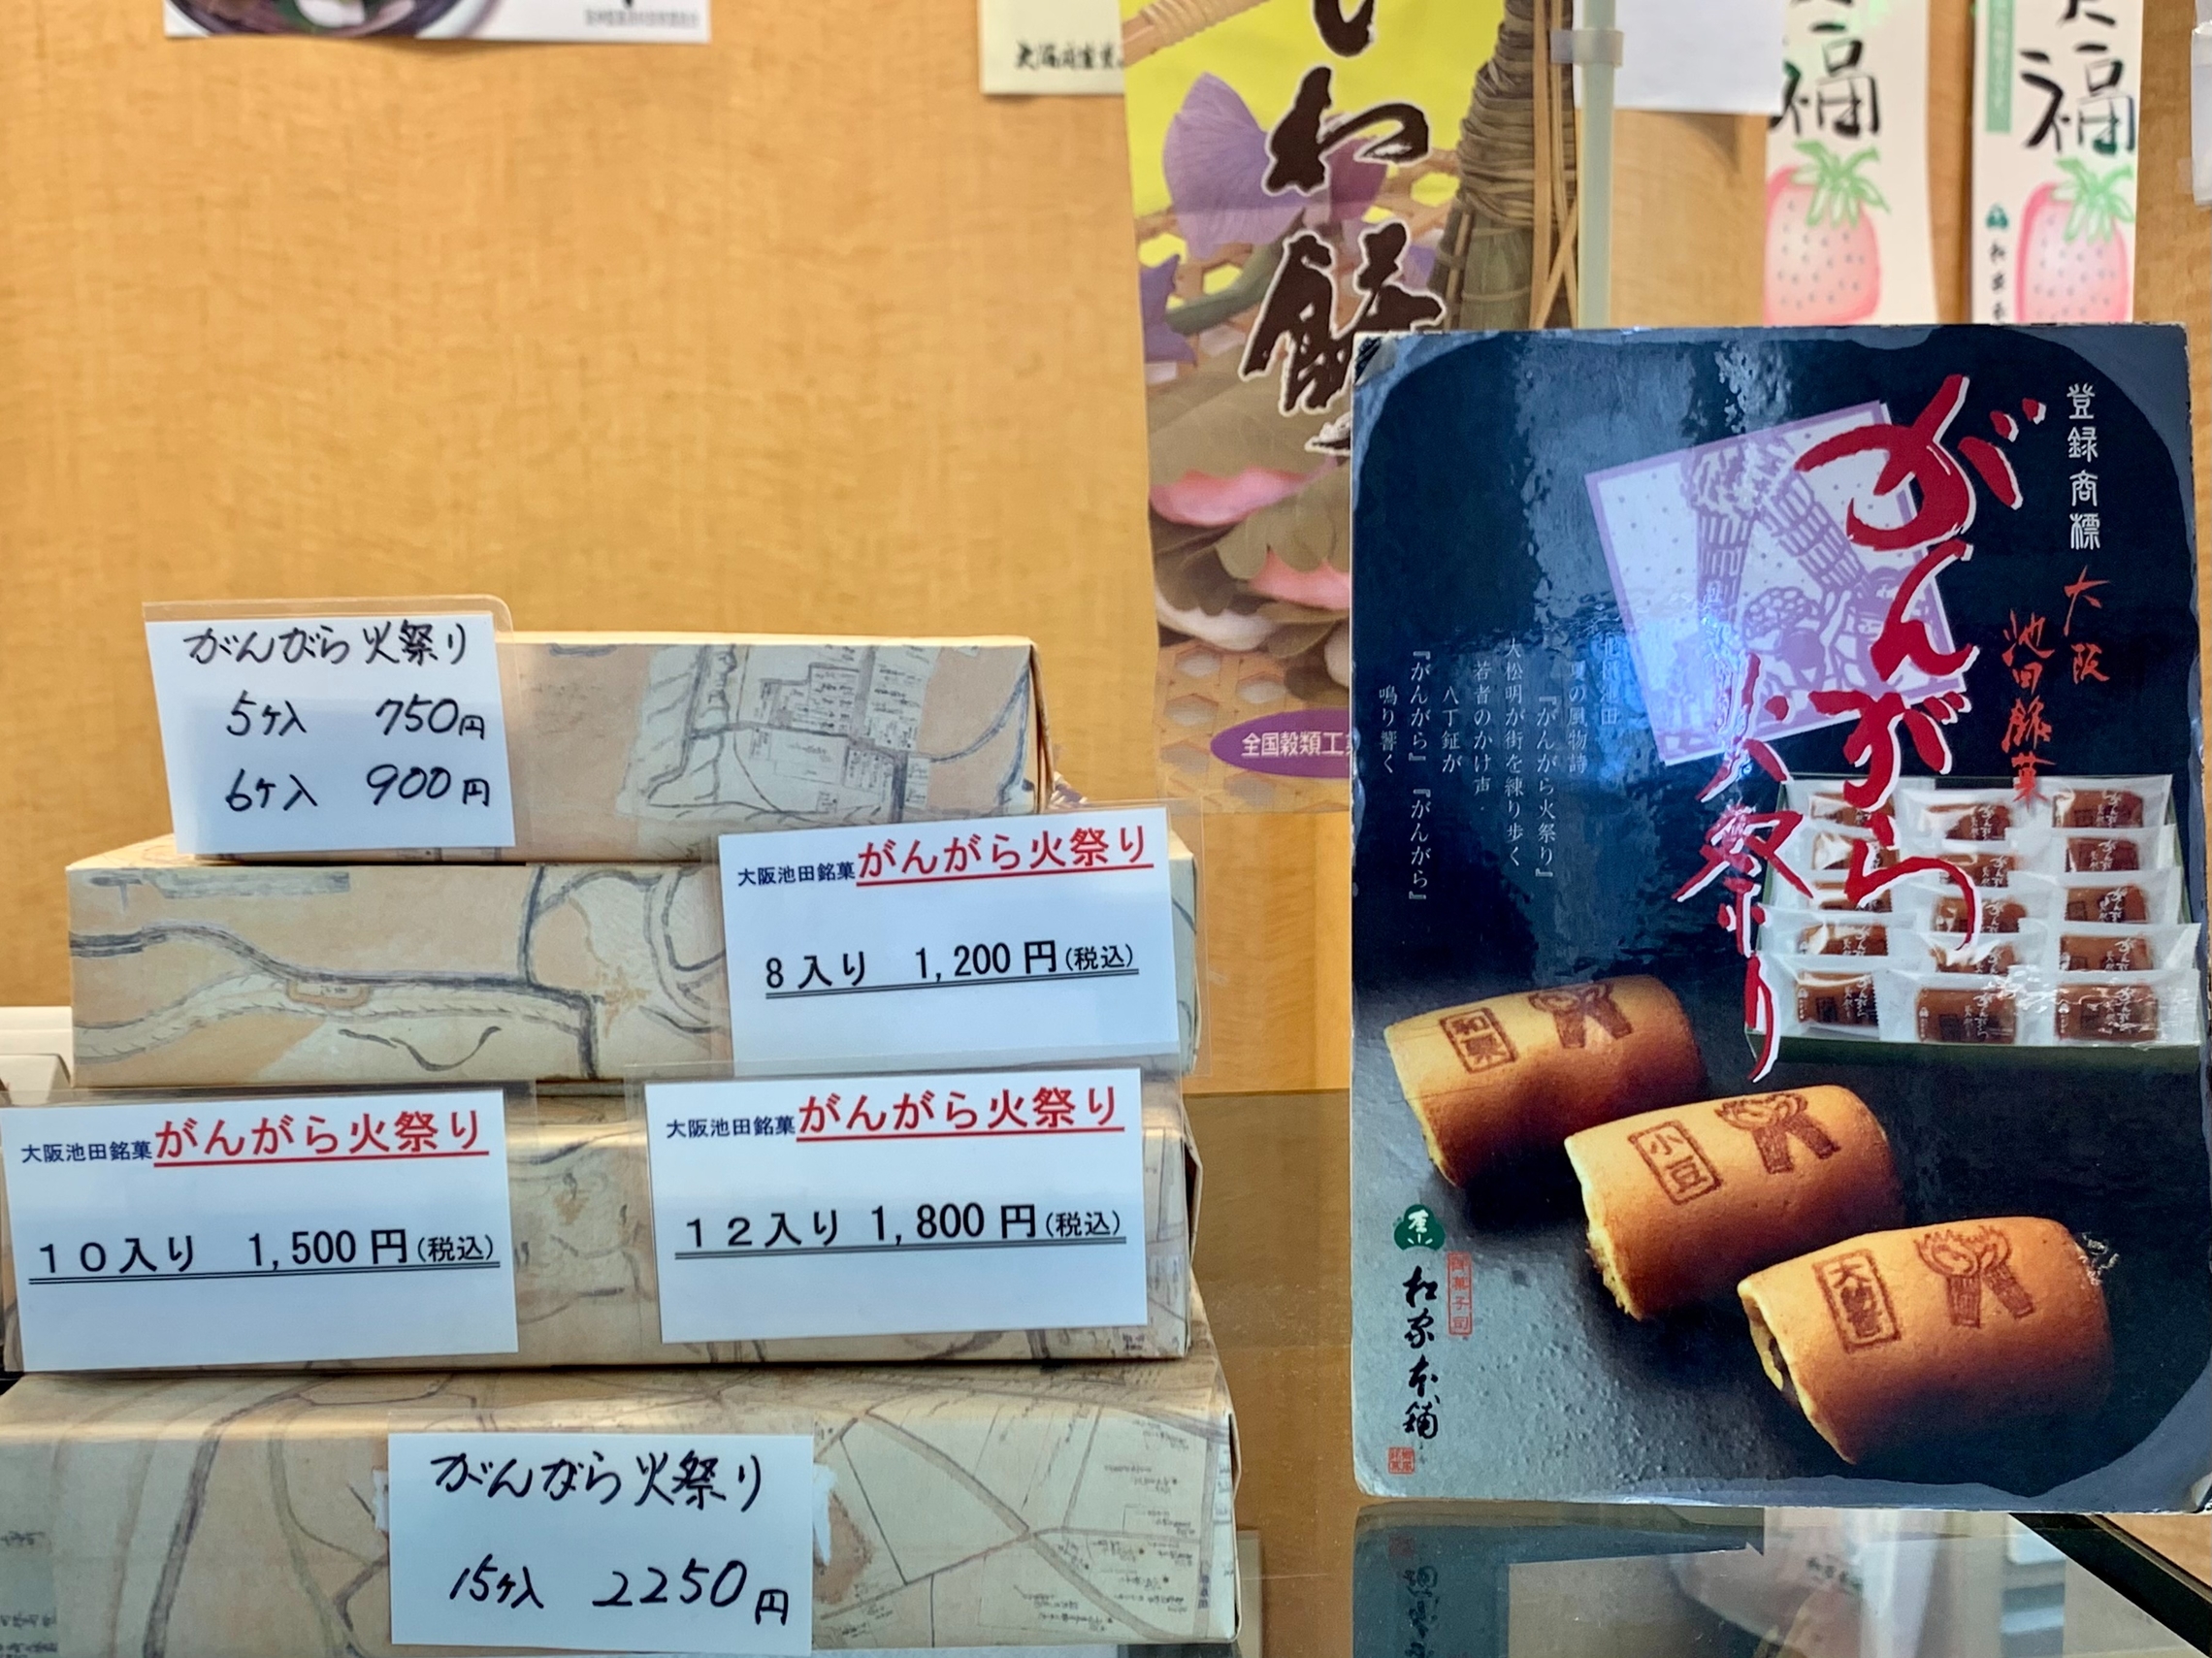 がんがら火祭り
5ケ入 750円
6ケ入 900円
大阪池田銘菓がんがら火祭り
8入り 1,200円(税込)
大阪池田銘菓がんがら火祭り
10入り 1,500円(税込)
大阪池田銘菓がんがら火祭り
12入り 1,800円(税込)
がんがら火祭り
15ケ入 2250円
わ餅
全国穀類工
福
福
登録商標
大阪
池田銘菓
がんがら
火祭り
夏の風物詩
『がんがら火祭り』
大松明が街を練り歩く
若者のかけ声
八丁鉦が
『がんがら』『がんがら』
鳴り響く
和菓
小豆
大納言
御菓子司
松家本舗